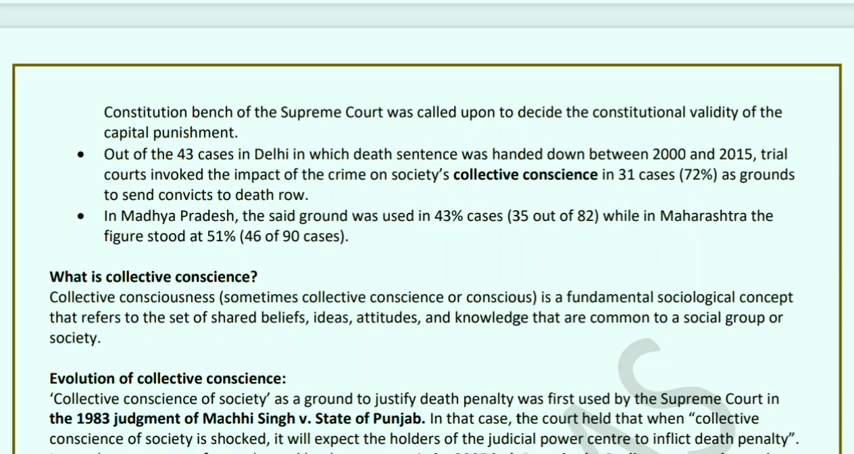 Constitution bench of the Supreme Court was called upon to decide the constitutional validity of the
capital punishment.
• Out of the 43 cases in Delhi in which death sentence was handed down between 2000 and 2015, trial
courts invoked the impact of the crime on society’s collective conscience in 31 cases (72%) as grounds
to send convicts to death row.
• In Madhya Pradesh, the said ground was used in 43% cases (35 out of 82) while in Maharashtra the
figure stood at 51% (46 of 90 cases).
What is collective conscience?
Collective consciousness (sometimes collective conscience or conscious) is a fundamental sociological concept
that refers to the set of shared beliefs, ideas, attitudes, and knowledge that are common to a social group or
society.
Evolution of collective conscience:
‘Collective conscience of society’ as a ground to justify death penalty was first used by the Supreme Court in
the 1983 judgment of Machhi Singh v. State of Punjab. In that case, the court held that when “collective
conscience of society is shocked, it will expect the holders of the judicial power centre to inflict death penalty”.